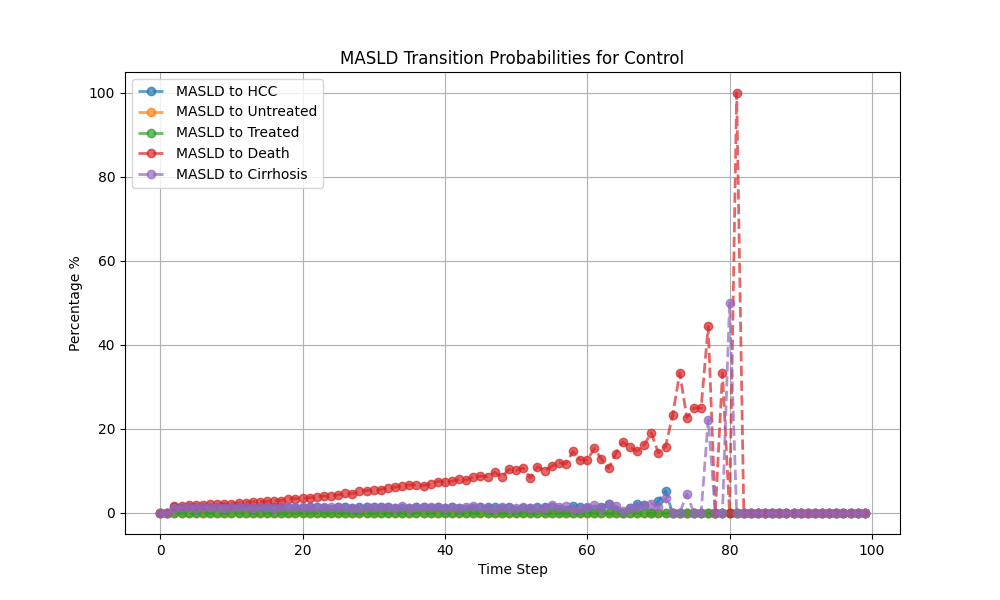 MASLD Transition Probabilities for Control
MASLD to HCC
MASLD to Untreated
MASLD to Treated
MASLD to Death
MASLD to Cirrhosis
Percentage %
100
80
60
40
20
0
0 20 40 60 80 100
Time Step